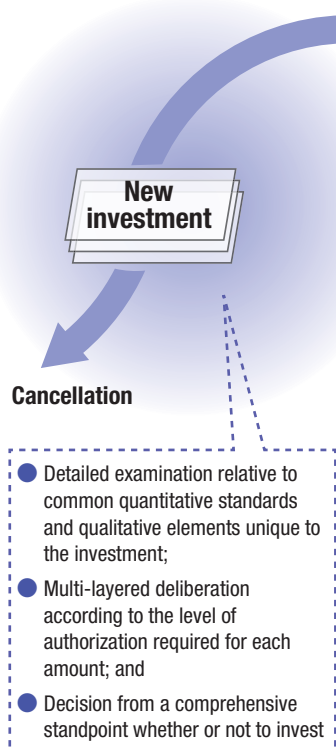 New
investment
Cancellation
● Detailed examination relative to
common quantitative standards
and qualitative elements unique to
the investment;
● Multi-layered deliberation
according to the level of
authorization required for each
amount; and
● Decision from a comprehensive
standpoint whether or not to invest